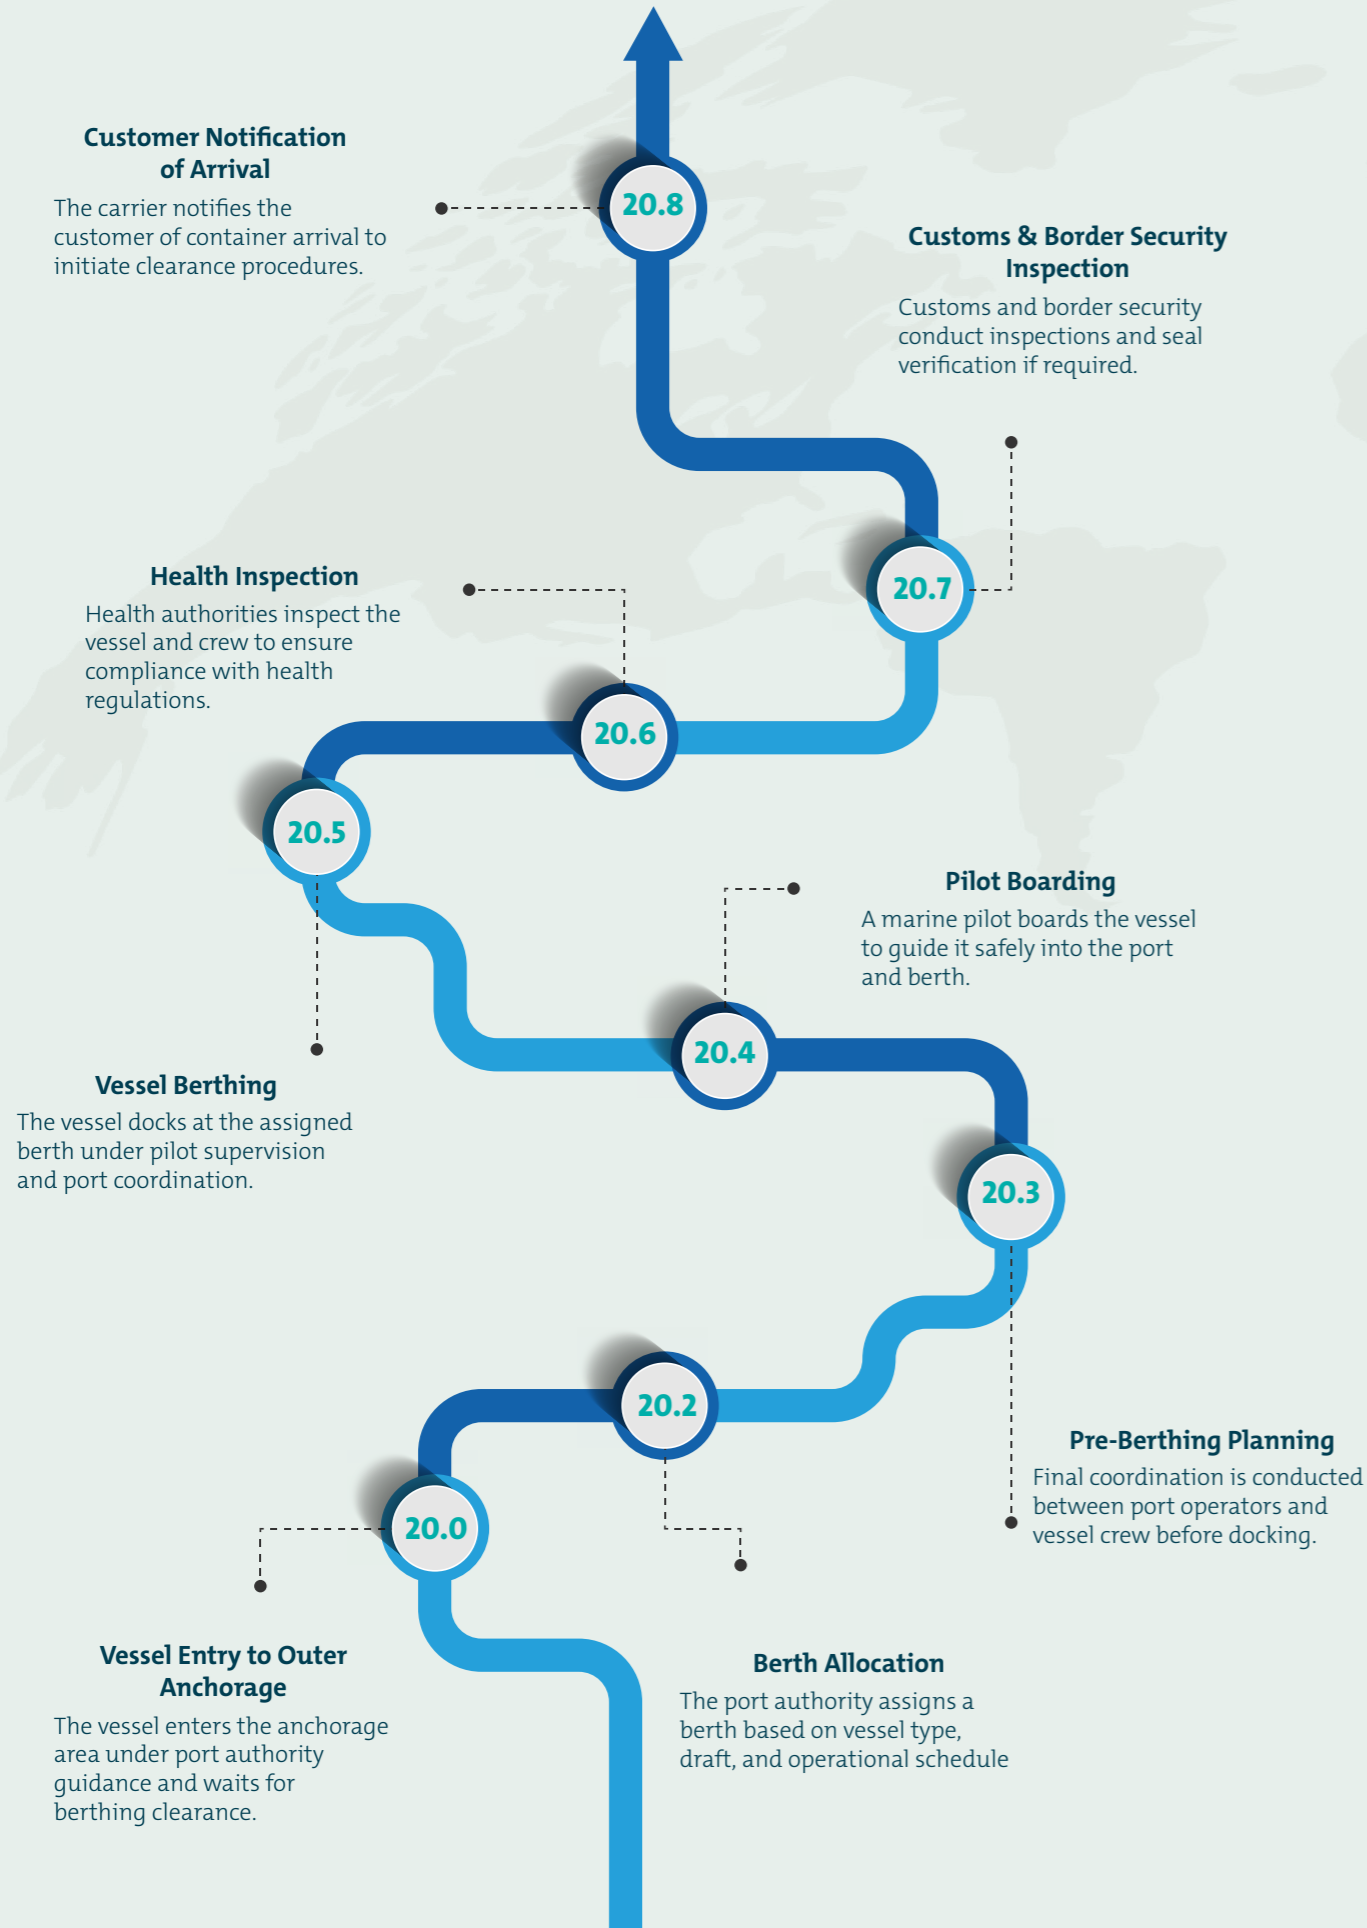 20.8
Customer Notification
of Arrival
The carrier notifies the
customer of container arrival to
initiate clearance procedures.
Customs & Border Security
Inspection
Customs and border security
conduct inspections and seal
verification if required.
20.7
Health Inspection
Health authorities inspect the
vessel and crew to ensure
compliance with health
regulations.
20.6
20.5
Pilot Boarding
A marine pilot boards the vessel
to guide it safely into the port
and berth.
20.4
Vessel Berthing
The vessel docks at the assigned
berth under pilot supervision
and port coordination.
20.3
20.2
Pre-Berthing Planning
Final coordination is conducted
between port operators and
vessel crew before docking.
20.0
Vessel Entry to Outer
Anchorage
The vessel enters the anchorage
area under port authority
guidance and waits for
berthing clearance.
Berth Allocation
The port authority assigns a
berth based on vessel type,
draft, and operational schedule